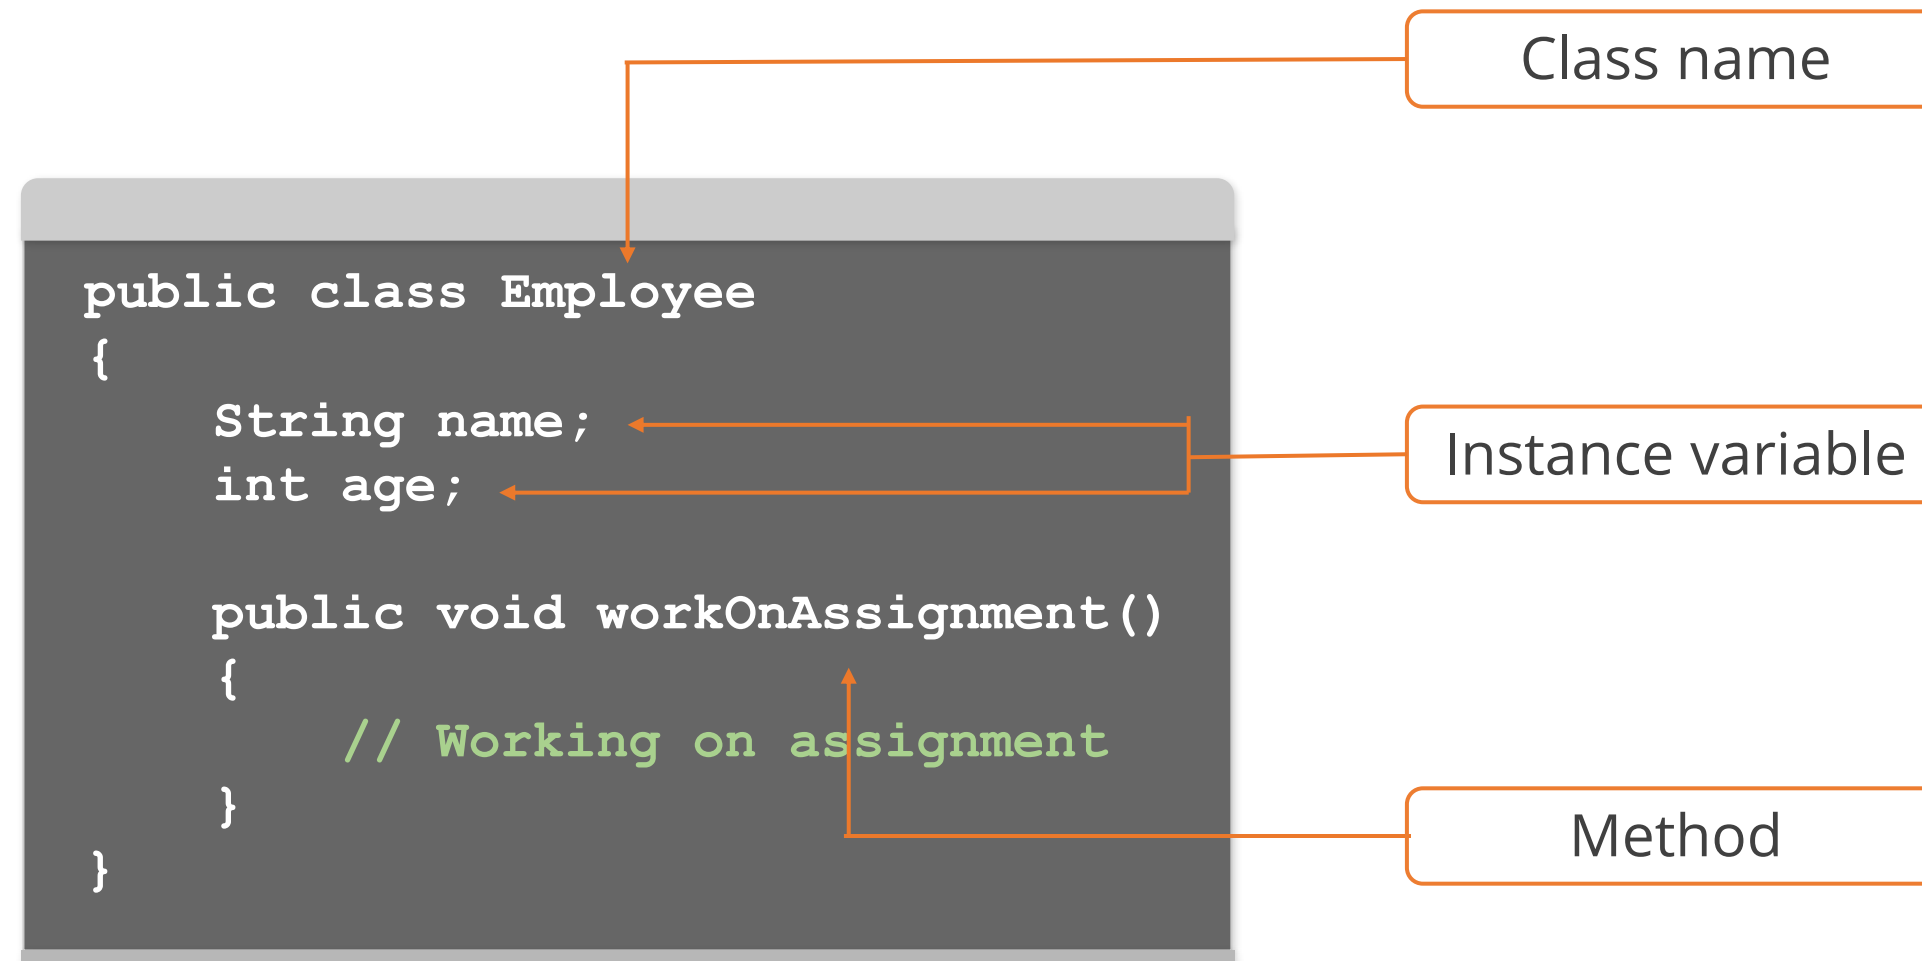 Class name
public class Employee
{
String name;
int age;
Instance variable
public void workOnAssignment()
{
// Working on assignment
}
}
Method